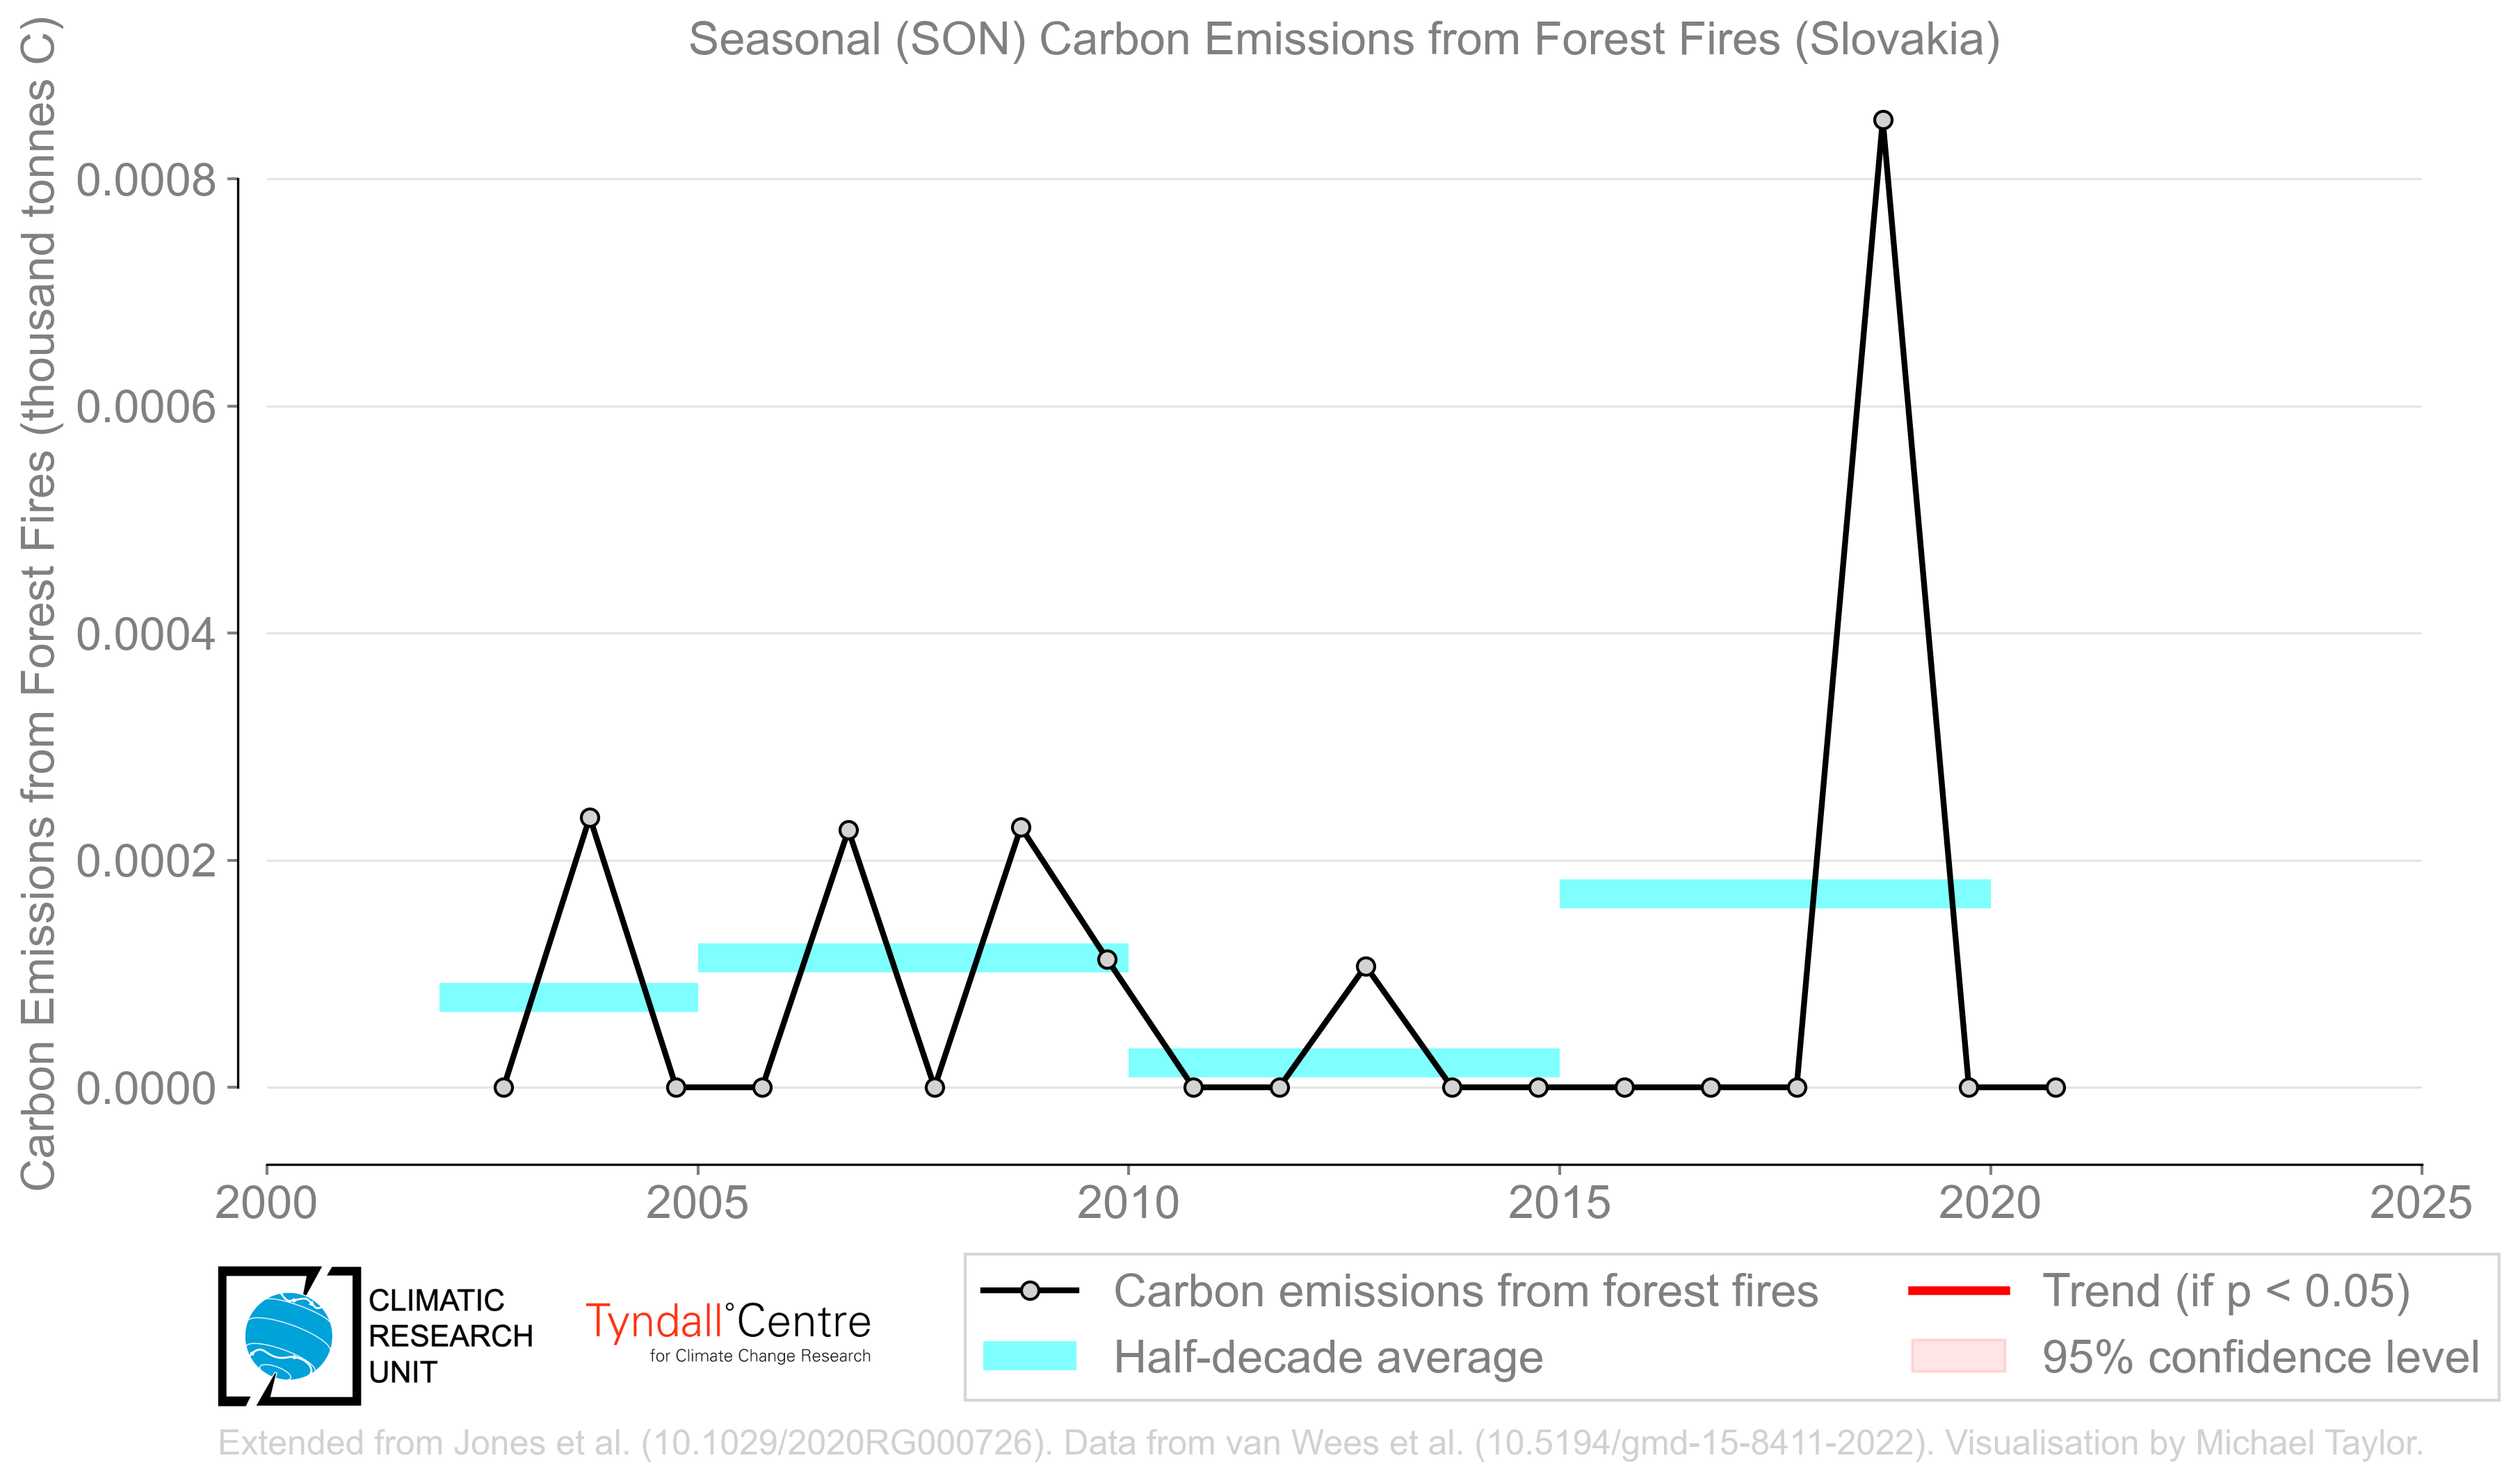 Seasonal (SON) Carbon Emissions from Forest Fires (Slovakia)
Carbon Emissions from Forest Fires (thousand tonnes C)
0.0008
0.0006
0.0004
0.0002
0.0000
2000 2005 2010 2015 2020 2025
CLIMATIC
RESEARCH
UNIT
Tyndall°Centre
for Climate Change Research
Carbon emissions from forest fires
Half-decade average
Trend (if p < 0.05)
95% confidence level
Extended from Jones et al. (10.1029/2020RG000726). Data from van Wees et al. (10.5194/gmd-15-8411-2022). Visualisation by Michael Taylor.